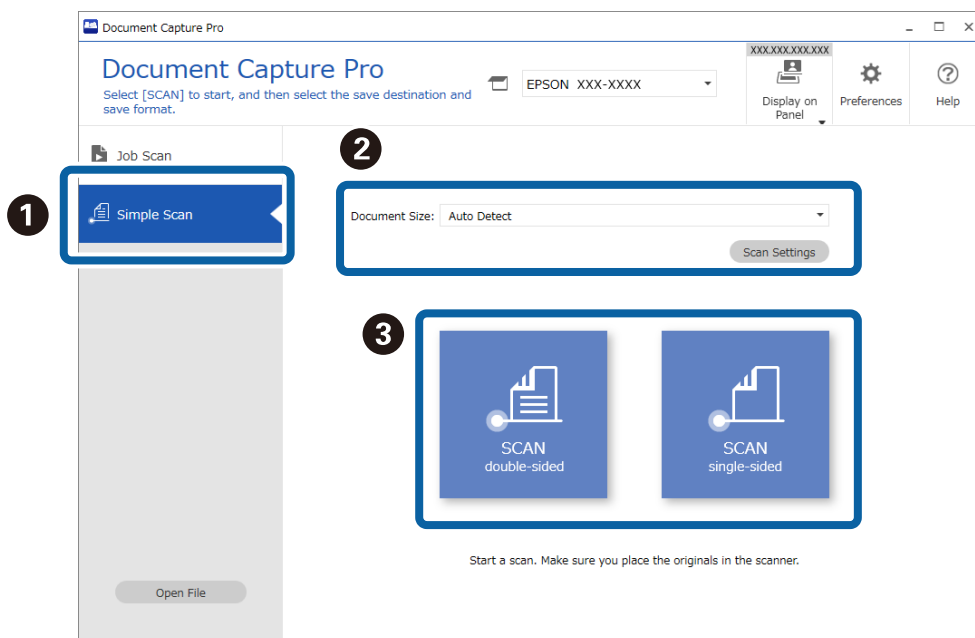 Document Capture Pro
Document Capture Pro
Select [SCAN] to start, and then select the save destination and
save format.
EPSON XXX-XXXX
XXX.XXX.XXX.XXX
Display on
Panel
Preferences
Help
Job Scan
1
Simple Scan
2
Document Size: Auto Detect
Scan Settings
3
SCAN
double-sided
SCAN
single-sided
Start a scan. Make sure you place the originals in the scanner.
Open File